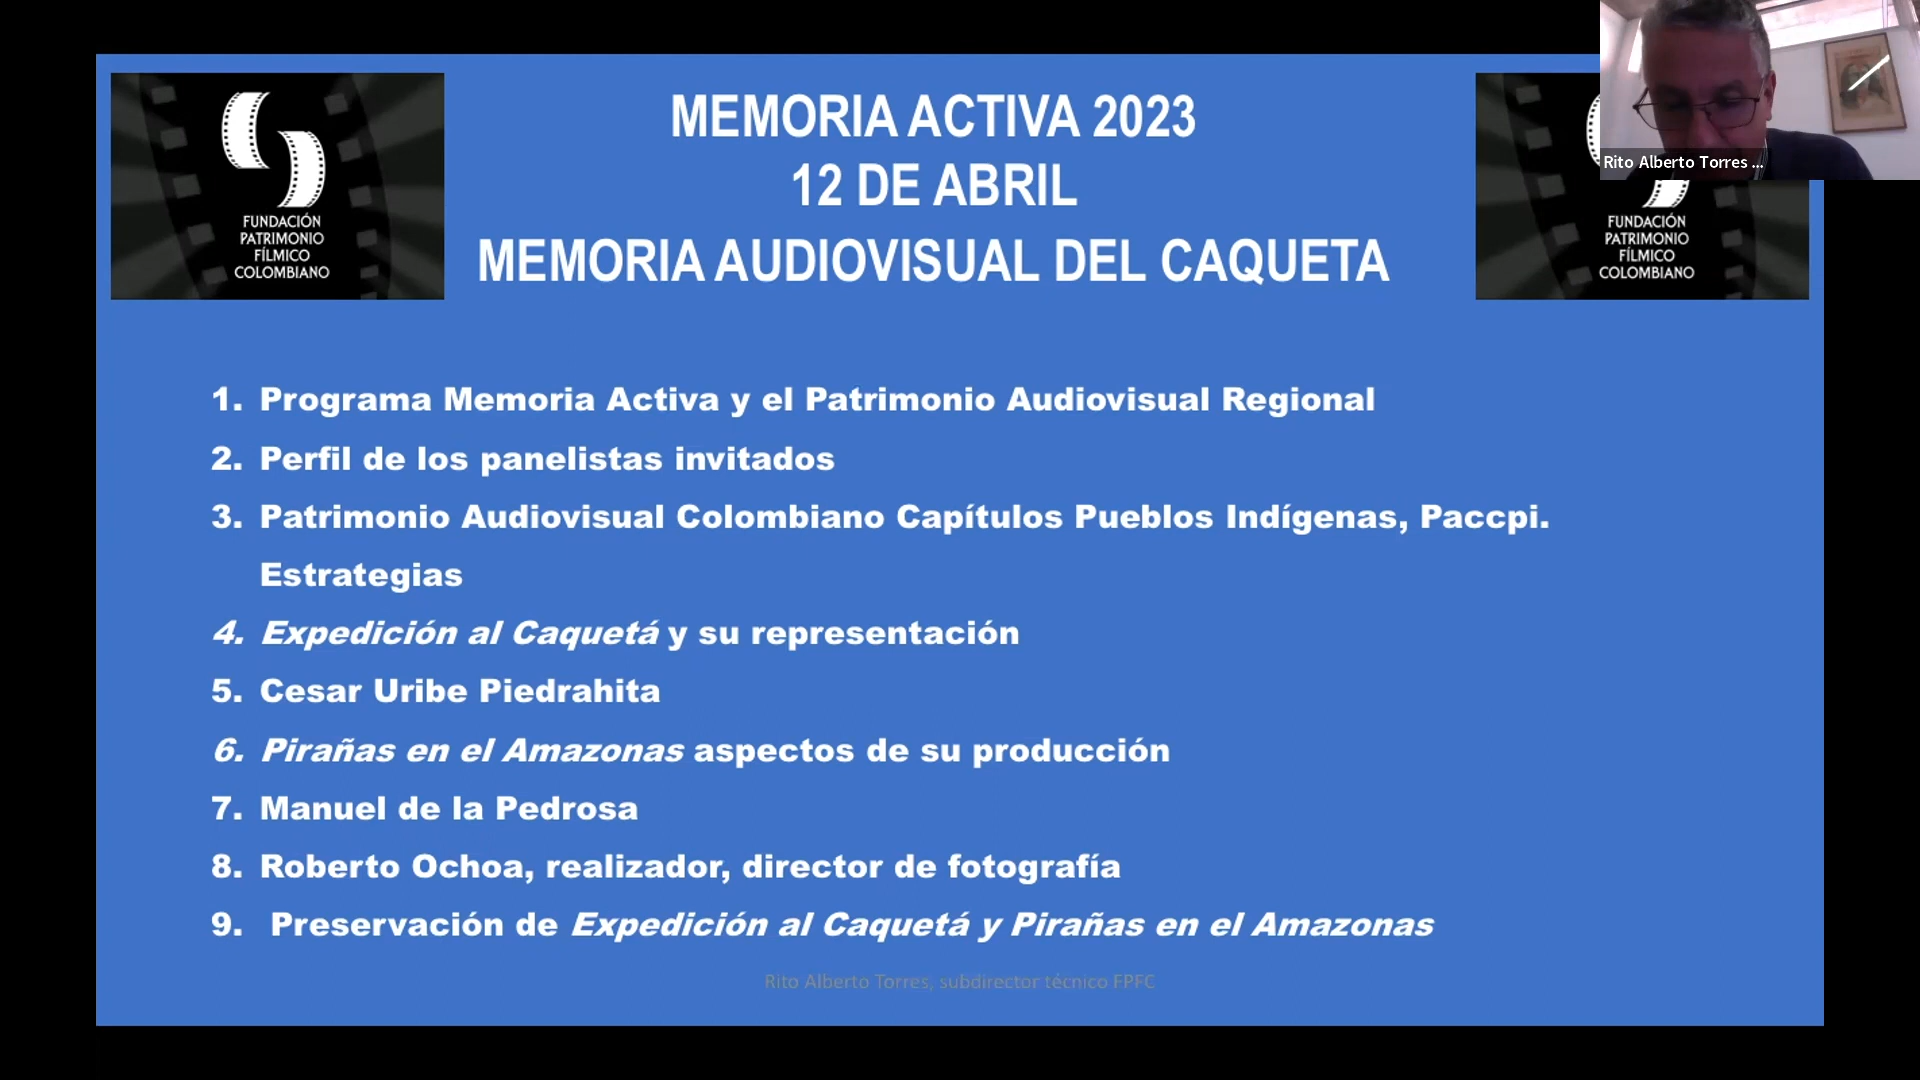 MEMORIA ACTIVA 2023
12 DE ABRIL
MEMORIA AUDIOVISUAL DEL CAQUETA
FUNDACIÓN
PATRIMONIO
FÍLMICO
COLOMBIANO
FUNDACIÓN
PATRIMONIO
FÍLMICO
COLOMBIANO
Rito Alberto Torres ...
1. Programa Memoria Activa y el Patrimonio Audiovisual Regional
2. Perfil de los panelistas invitados
3. Patrimonio Audiovisual Colombiano Capítulos Pueblos Indígenas, Paccpi.
Estrategias
4. Expedición al Caquetá y su representación
5. Cesar Uribe Piedrahita
6. Pirañas en el Amazonas aspectos de su producción
7. Manuel de la Pedrosa
8. Roberto Ochoa, realizador, director de fotografía
9. Preservación de Expedición al Caquetá y Pirañas en el Amazonas
Rito Alberto Torres, subdirector técnico FPFC